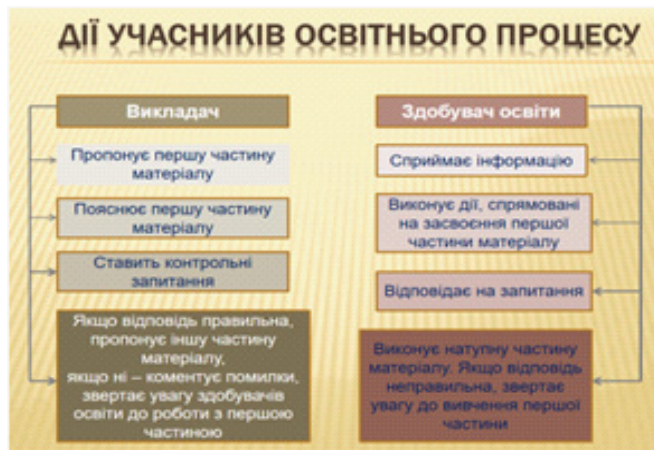 ДІЇ УЧАСНИКІВ ОСВІТНЬОГО ПРОЦЕСУ
Викладач
Пропонує першу частину
матеріалу
Пояснює першу частину
матеріалу
Ставить контрольні
запитання
Якщо відповідь правильна,
пропонує іншу частину
матеріалу,
якщо ні – коментує помилки,
звертає увагу здобувачів
освіти до роботи з першою
частиною
Здобувач освіти
Сприймає інформацію
Виконує дії, спрямовані
на засвоєння першої
частини матеріалу
Відповідає на запитання
Виконує натупну частину
матеріалу. Якщо відповідь
неправильна, звертає
увагу до вивчення першої
частини